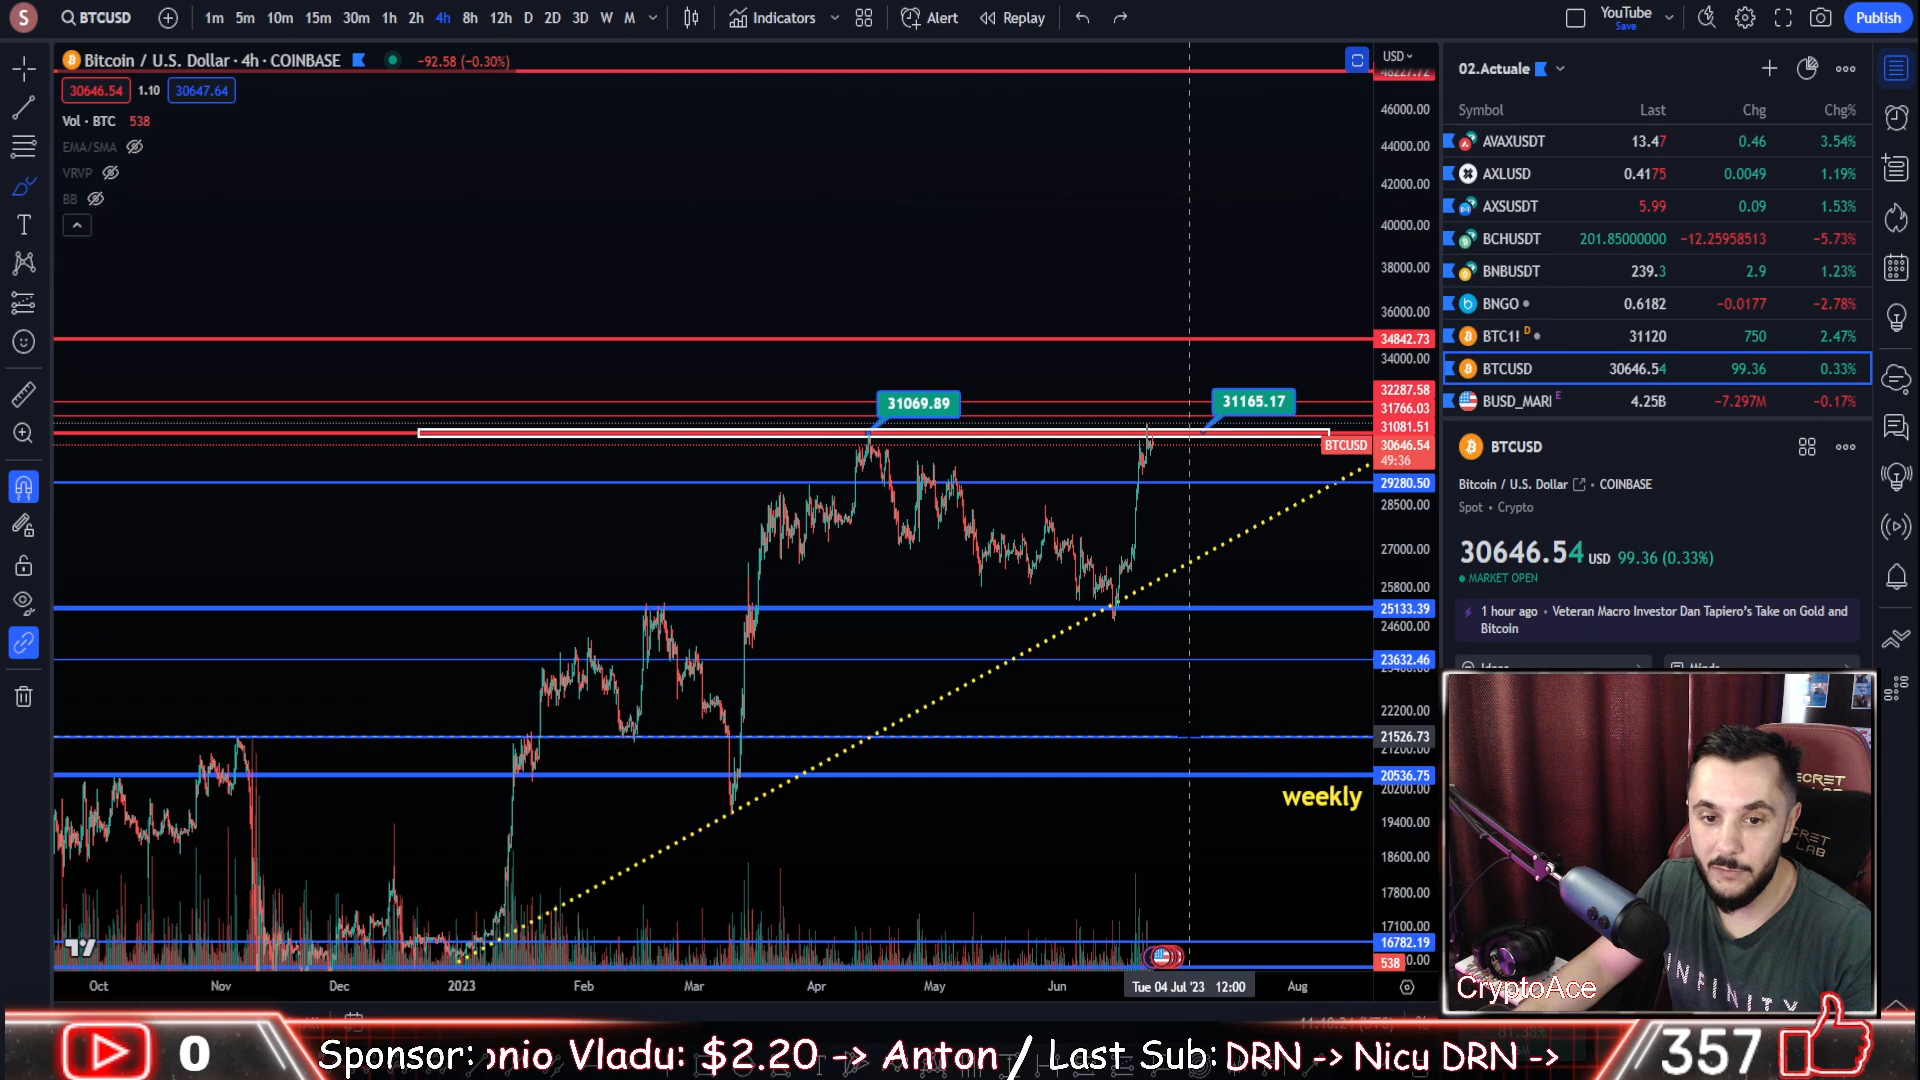 S BTCUSD 1m 5m 10m 15m 30m 1h 2h 4h 8h 12h D 2D 3D W M Indicators Alert Replay YouTube Save Publish
Bitcoin / U.S. Dollar · 4h · COINBASE −92.58 (−0.30%)
30646.54 1.10 30647.64
Vol · BTC 538
EMA/SMA
VRVP
BB
USD
48227.72
46000.00
44000.00
42000.00
40000.00
38000.00
36000.00
34842.73
34000.00
32287.58
31766.03
31081.51
BTCUSD 30646.54
49:36
29280.50
28500.00
27000.00
25800.00
25133.39
24600.00
23632.46
22200.00
21526.73
21200.00
20536.75
20200.00
19400.00
18600.00
17800.00
17100.00
16782.19
538
31069.89
31165.17
weekly
Oct Nov Dec 2023 Feb Mar Apr May Jun Tue 04 Jul '23 12:00 Aug
02.Actuale
Symbol Last Chg Chg%
AVAXUSDT 13.47 0.46 3.54%
AXLUSD 0.4175 0.0049 1.19%
AXSUSDT 5.99 0.09 1.53%
BCHUSDT 201.85000000 −12.25958513 −5.73%
BNBUSDT 239.3 2.9 1.23%
BNGO 0.6182 −0.0177 −2.78%
BTC1! D 31120 750 2.47%
BTCUSD 30646.54 99.36 0.33%
BUSD_MARI E 4.25B −7.297M −0.17%
BTCUSD
Bitcoin / U.S. Dollar · COINBASE
Spot · Crypto
30646.54 USD 99.36 (0.33%)
MARKET OPEN
1 hour ago · Veteran Macro Investor Dan Tapiero's Take on Gold and
Bitcoin
Ideas Minds
SECRET
LAB
INFINITY
CryptoAce
0 Sponsor: onio Vladu: $2.20 -> Anton / Last Sub: DRN -> Nicu DRN -> 357